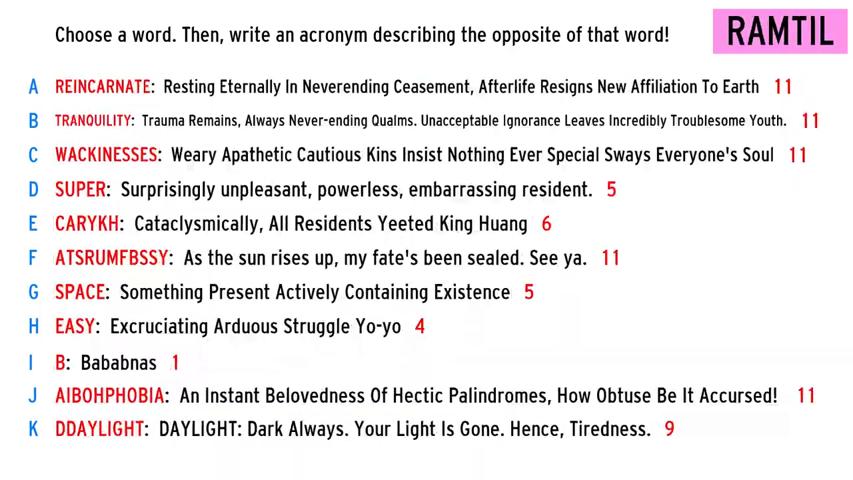 Choose a word. Then, write an acronym describing the opposite of that word!
RAMTIL
A REINCARNATE: Resting Eternally In Neverending Ceasement, Afterlife Resigns New Affiliation To Earth 11
B TRANQUILITY: Trauma Remains, Always Never-ending Qualms. Unacceptable Ignorance Leaves Incredibly Troublesome Youth. 11
C WACKINESSES: Weary Apathetic Cautious Kins Insist Nothing Ever Special Sways Everyone's Soul 11
D SUPER: Surprisingly unpleasant, powerless, embarrassing resident. 5
E CARYKH: Cataclysmically, All Residents Yeeted King Huang 6
F ATSRUMFBSSY: As the sun rises up, my fate's been sealed. See ya. 11
G SPACE: Something Present Actively Containing Existence 5
H EASY: Excruciating Arduous Struggle Yo-yo 4
I B: Bababnas 1
J AIBOHPHOBIA: An Instant Belovedness Of Hectic Palindromes, How Obtuse Be It Accursed! 11
K DDAYLIGHT: DAYLIGHT: Dark Always. Your Light Is Gone. Hence, Tiredness. 9